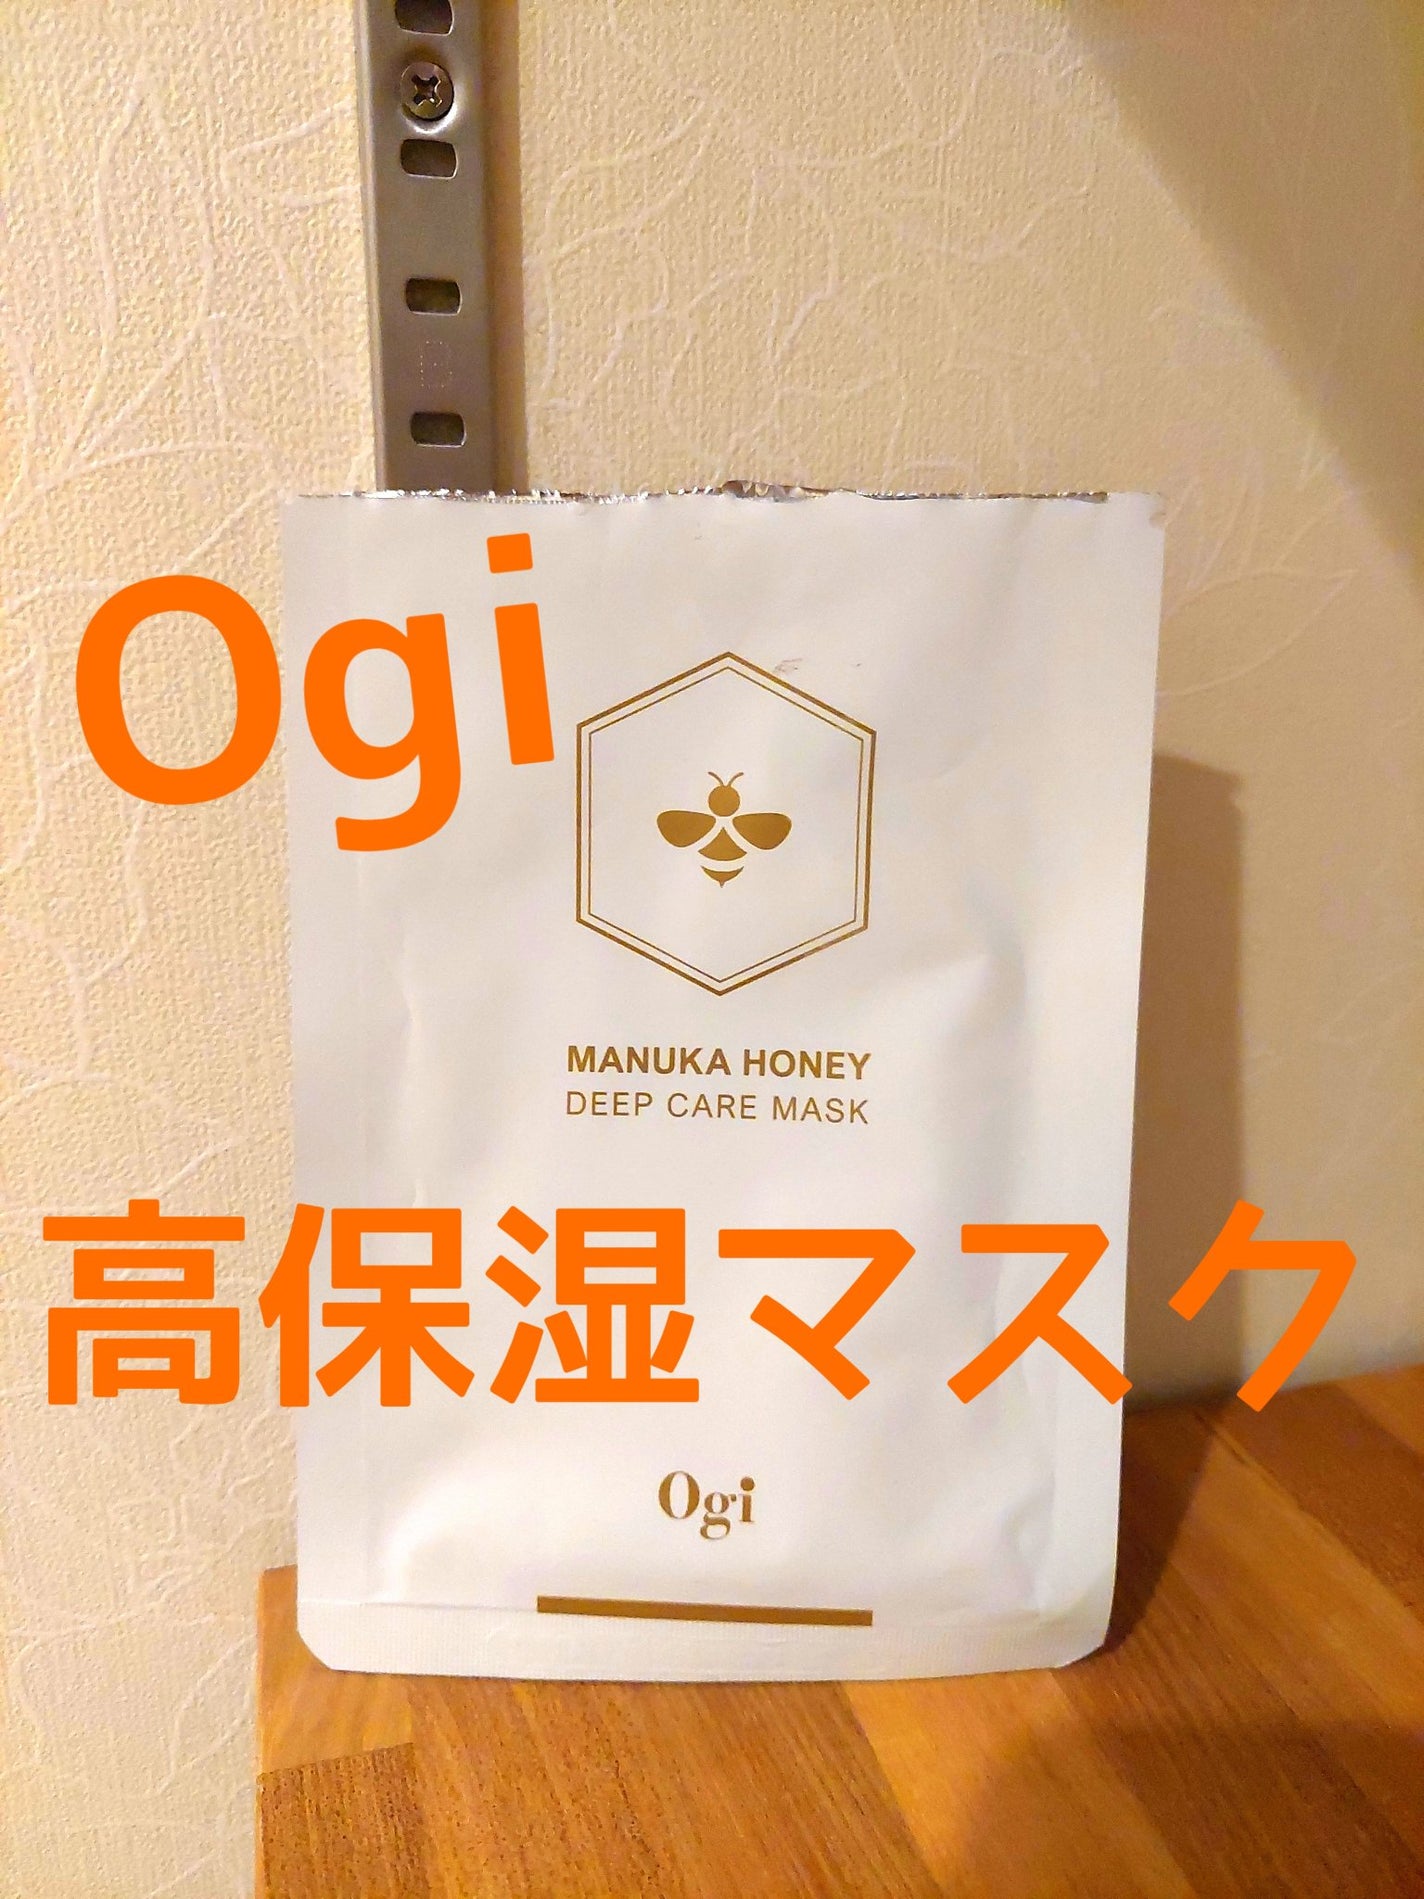 Ogi
MANUKA HONEY
DEEP CARE MASK
高保湿マスク
Ogi